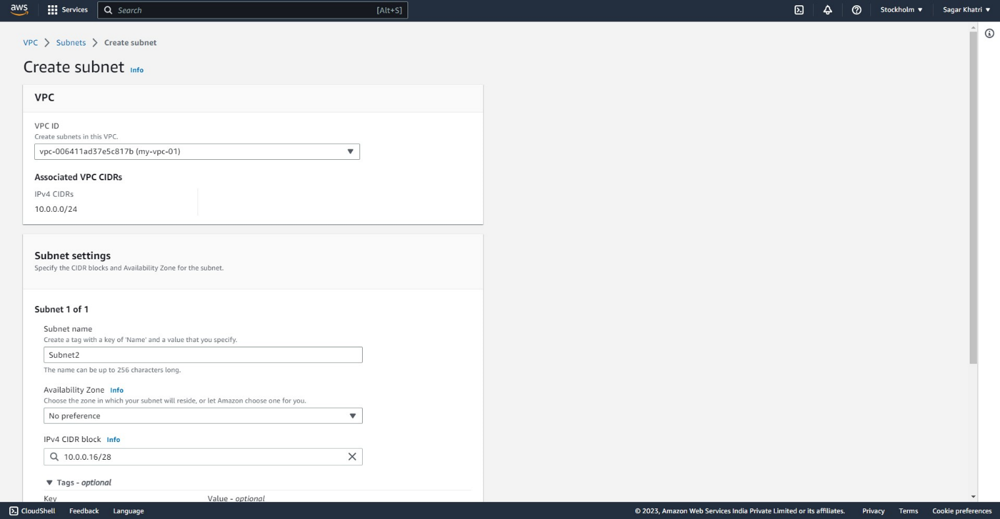 aws Services Search [Alt+S] Stockholm ▼ Sagar Khatri ▼
VPC > Subnets > Create subnet
Create subnet Info
VPC
VPC ID
Create subnets in this VPC.
vpc-006411ad37e5c817b (my-vpc-01)
Associated VPC CIDRs
IPv4 CIDRs
10.0.0.0/24
Subnet settings
Specify the CIDR blocks and Availability Zone for the subnet.
Subnet 1 of 1
Subnet name
Create a tag with a key of 'Name' and a value that you specify.
Subnet2
The name can be up to 256 characters long.
Availability Zone Info
Choose the zone in which your subnet will reside, or let Amazon choose one for you.
No preference
IPv4 CIDR block Info
10.0.0.16/28
▼ Tags - optional
Key Value - optional
CloudShell Feedback Language © 2023, Amazon Web Services India Private Limited or its affiliates. Privacy Terms Cookie preferences